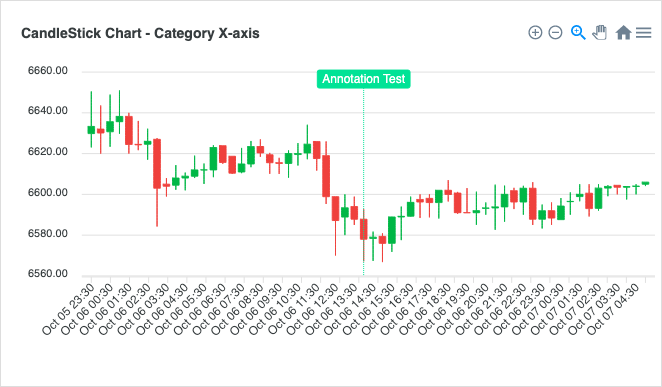 CandleStick Chart - Category X-axis
6660.00
Annotation Test
6640.00
6620.00
6600.00
6580.00
6560.00
Oct 05 23:30
Oct 06 00:30
Oct 06 01:30
Oct 06 02:30
Oct 06 03:30
Oct 06 04:30
Oct 06 05:30
Oct 06 06:30
Oct 06 07:30
Oct 06 08:30
Oct 06 09:30
Oct 06 10:30
Oct 06 11:30
Oct 06 12:30
Oct 06 13:30
Oct 06 14:30
Oct 06 15:30
Oct 06 16:30
Oct 06 17:30
Oct 06 18:30
Oct 06 19:30
Oct 06 20:30
Oct 06 21:30
Oct 06 22:30
Oct 06 23:30
Oct 07 00:30
Oct 07 01:30
Oct 07 02:30
Oct 07 03:30
Oct 07 04:30